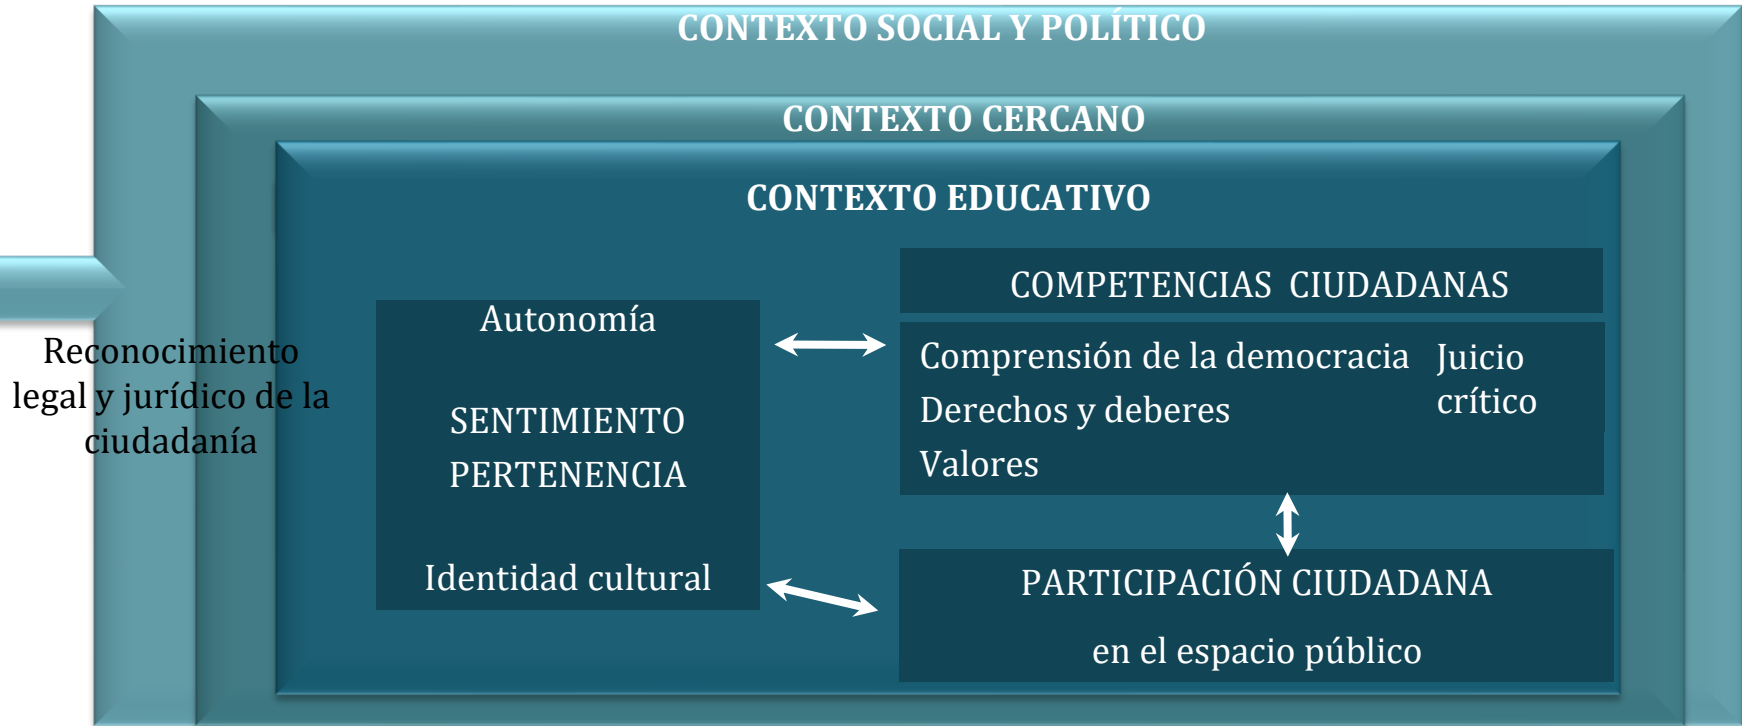 CONTEXTO SOCIAL Y POLÍTICO
CONTEXTO CERCANO
CONTEXTO EDUCATIVO
Reconocimiento
legal y jurídico de la
ciudadanía
Autonomía
SENTIMIENTO
PERTENENCIA
Identidad cultural
COMPETENCIAS CIUDADANAS
Comprensión de la democracia
Derechos y deberes
Valores
Juicio
crítico
PARTICIPACIÓN CIUDADANA
en el espacio público